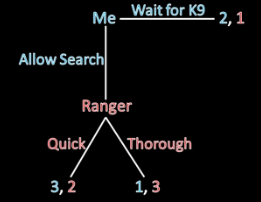 Me Wait for K9 2, 1
Allow Search
Ranger
Quick Thorough
3, 2 1, 3